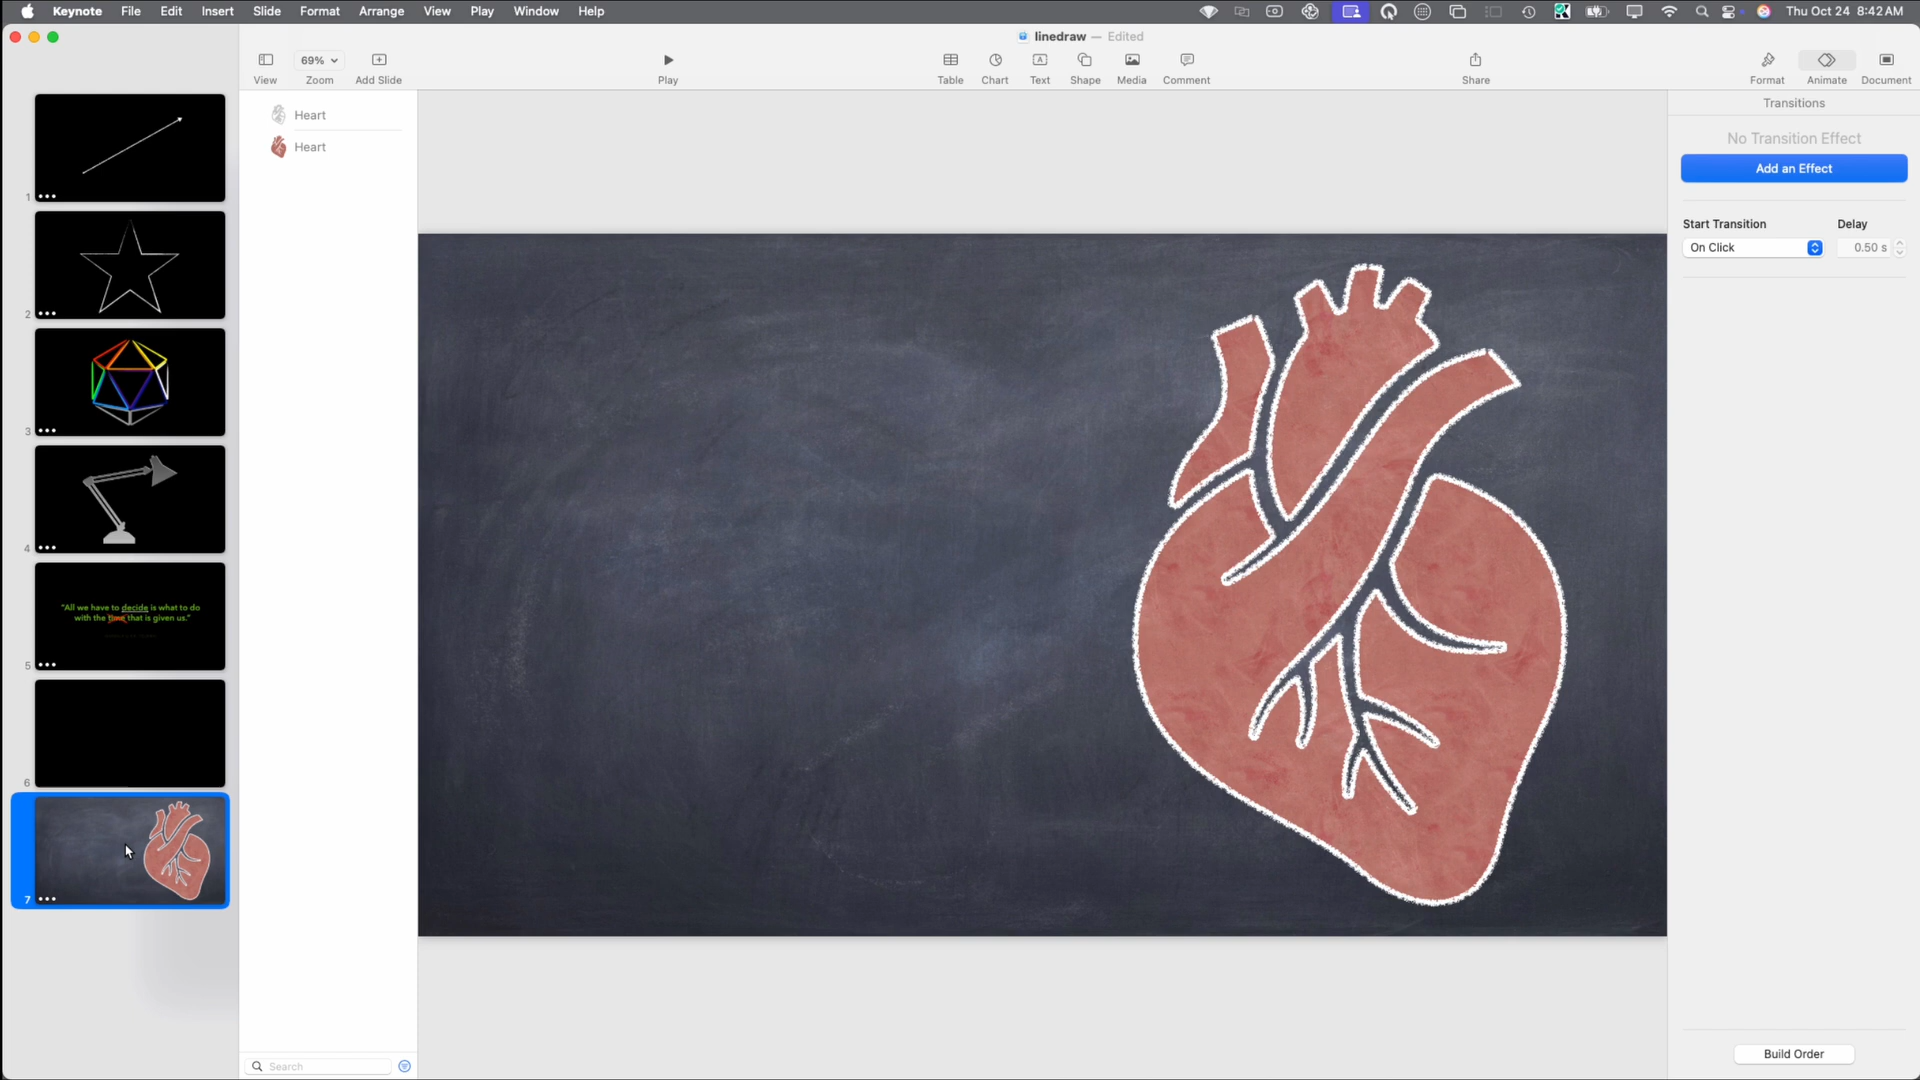 Keynote File Edit Insert Slide Format Arrange View Play Window Help Thu Oct 24 8:42 AM
linedraw — Edited
69%
View Zoom Add Slide Play Table Chart Text Shape Media Comment Share Format Animate Document
Heart
Heart
Transitions
No Transition Effect
Add an Effect
Start Transition Delay
On Click 0.50 s
1
2
3
4
"All we have to decide is what to do
with the time that is given us."
5
6
7
Search
Build Order